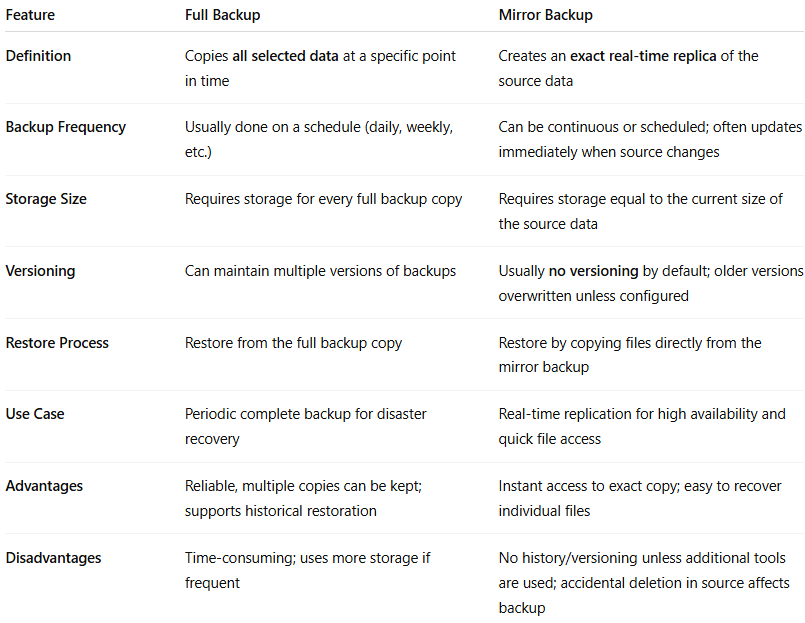 Feature Full Backup Mirror Backup
Definition Copies all selected data at a specific point in time Creates an exact real-time replica of the source data
Backup Frequency Usually done on a schedule (daily, weekly, etc.) Can be continuous or scheduled; often updates immediately when source changes
Storage Size Requires storage for every full backup copy Requires storage equal to the current size of the source data
Versioning Can maintain multiple versions of backups Usually no versioning by default; older versions overwritten unless configured
Restore Process Restore from the full backup copy Restore by copying files directly from the mirror backup
Use Case Periodic complete backup for disaster recovery Real-time replication for high availability and quick file access
Advantages Reliable, multiple copies can be kept; supports historical restoration Instant access to exact copy; easy to recover individual files
Disadvantages Time-consuming; uses more storage if frequent No history/versioning unless additional tools are used; accidental deletion in source affects backup